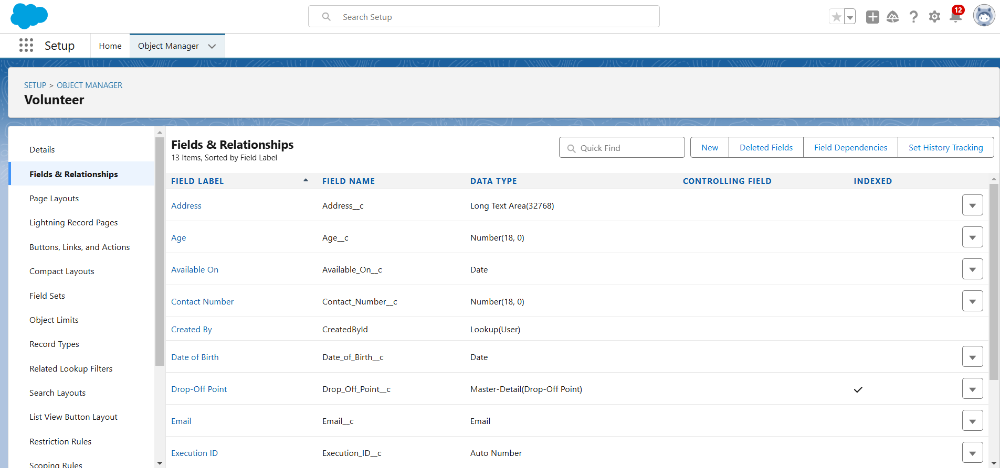 Search Setup
12
Setup
Home
Object Manager
SETUP > OBJECT MANAGER
Volunteer
Details
Fields & Relationships
Page Layouts
Lightning Record Pages
Buttons, Links, and Actions
Compact Layouts
Field Sets
Object Limits
Record Types
Related Lookup Filters
Search Layouts
List View Button Layout
Restriction Rules
Scoping Rules
Fields & Relationships
13 Items, Sorted by Field Label
Quick Find
New
Deleted Fields
Field Dependencies
Set History Tracking
FIELD LABEL FIELD NAME DATA TYPE CONTROLLING FIELD INDEXED
Address Address__c Long Text Area(32768)
Age Age__c Number(18, 0)
Available On Available_On__c Date
Contact Number Contact_Number__c Number(18, 0)
Created By CreatedById Lookup(User)
Date of Birth Date_of_Birth__c Date
Drop-Off Point Drop_Off_Point__c Master-Detail(Drop-Off Point)
Email Email__c Email
Execution ID Execution_ID__c Auto Number